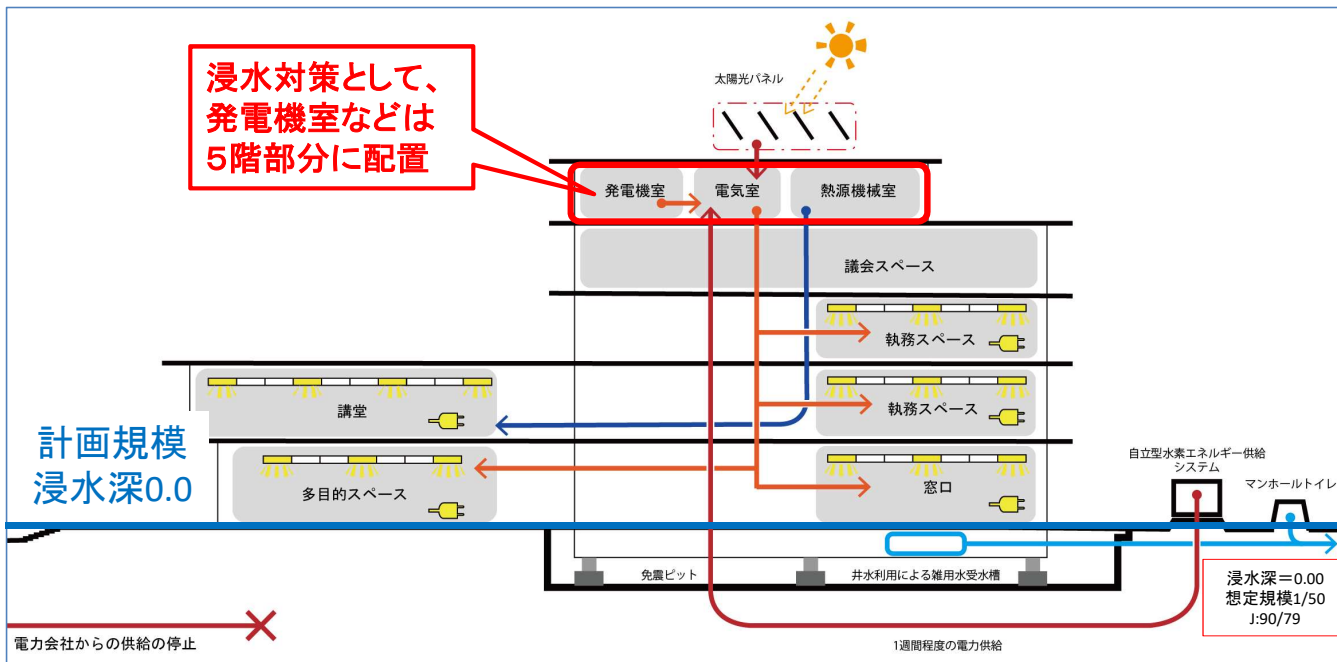 浸水対策として、
発電機室などは
５階部分に配置
太陽光パネル
発電機室
電気室
熱源機械室
議会スペース
執務スペース
講堂
執務スペース
計画規模
浸水深0.0
多目的スペース
窓口
自立型水素エネルギー供給
システム
マンホールトイレ
免震ピット
井水利用による雑用水受水槽
浸水深＝0.00
想定規模1/50
J:90/79
電力会社からの供給の停止
1週間程度の電力供給